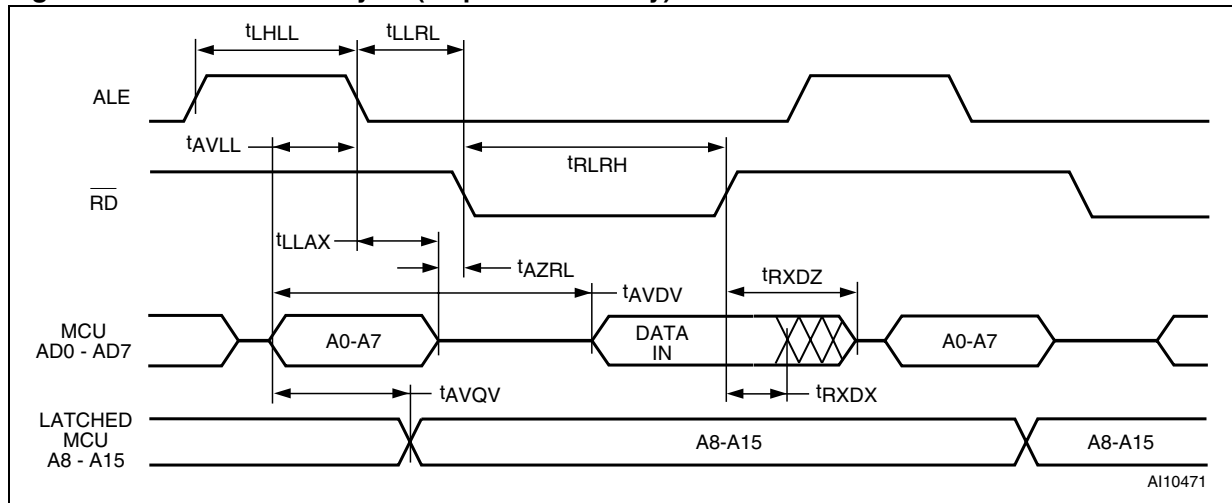 tLHLL
tLLRL
ALE
tAVLL
tRLRH
RD
tLLAX
tAZRL
tRXDZ
tAVDV
MCU
AD0 - AD7
A0-A7
DATA
IN
A0-A7
tAVQV
tRXDX
LATCHED
MCU
A8 - A15
A8-A15
A8-A15
AI10471